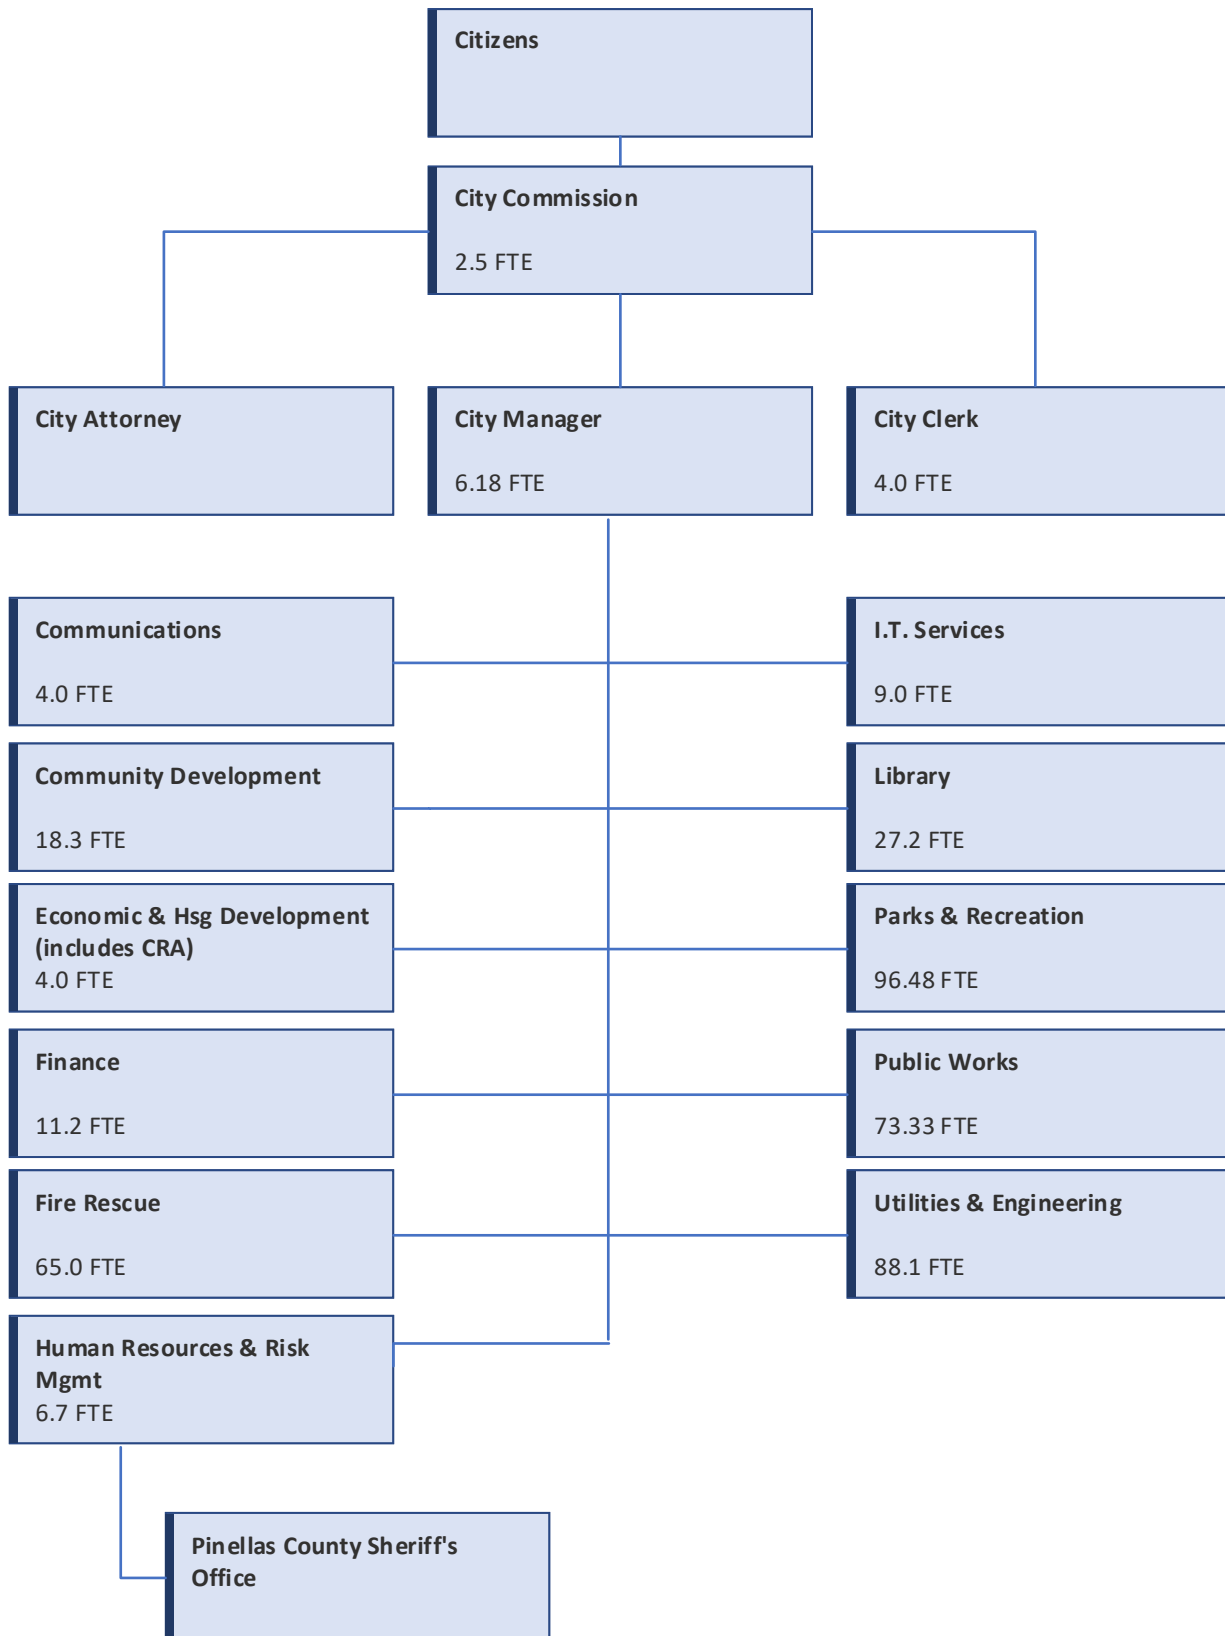 Citizens
City Commission
2.5 FTE
City Attorney
City Manager
6.18 FTE
City Clerk
4.0 FTE
Communications
4.0 FTE
I.T. Services
9.0 FTE
Community Development
18.3 FTE
Library
27.2 FTE
Economic & Hsg Development
(includes CRA)
4.0 FTE
Parks & Recreation
96.48 FTE
Finance
11.2 FTE
Public Works
73.33 FTE
Fire Rescue
65.0 FTE
Utilities & Engineering
88.1 FTE
Human Resources & Risk
Mgmt
6.7 FTE
Pinellas County Sheriff's
Office